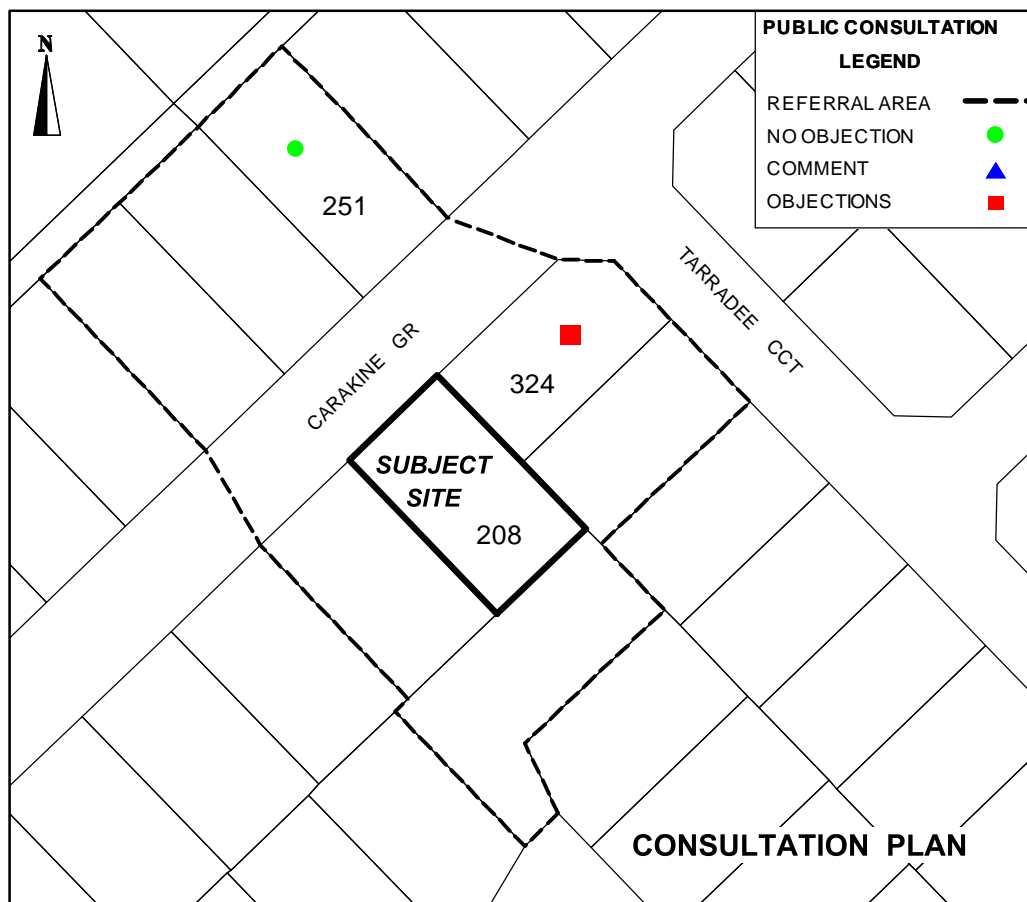 N
PUBLIC CONSULTATION
LEGEND
REFERRAL AREA
NO OBJECTION
COMMENT
OBJECTIONS
251
TARRADEE CCT
CARAKINE GR
324
SUBJECT
SITE
208
CONSULTATION PLAN